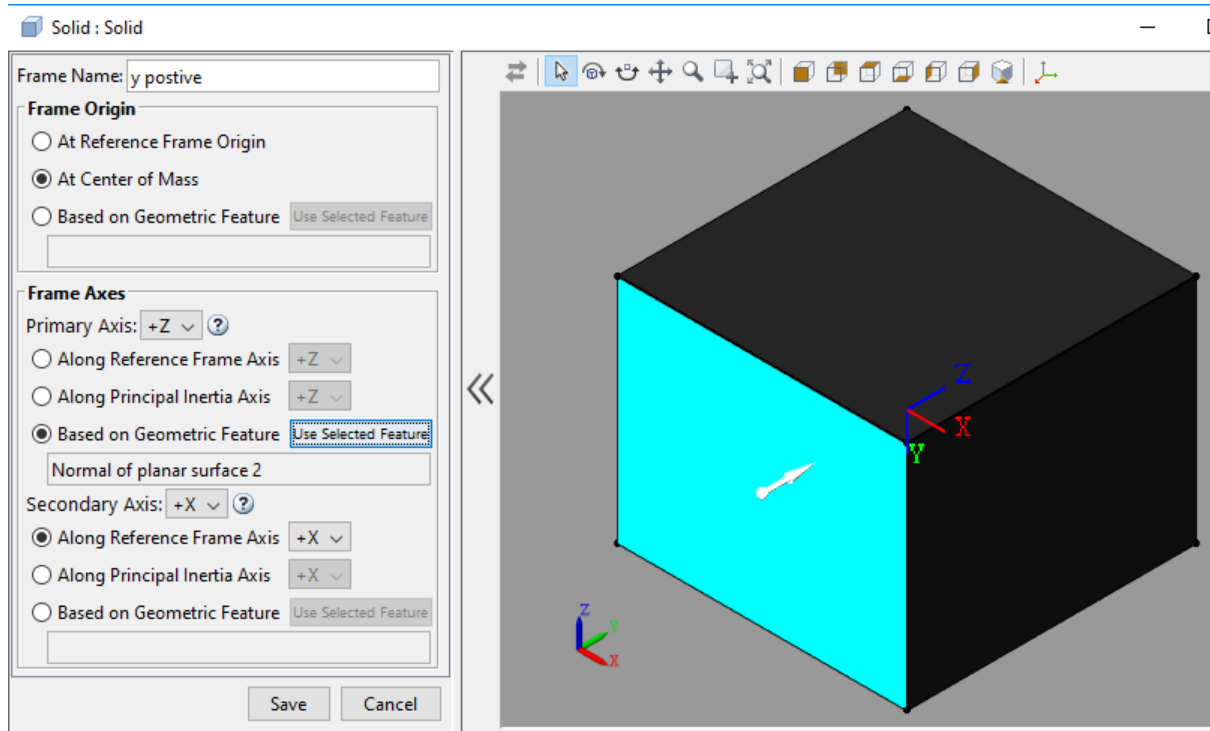 Solid : Solid
Frame Name: y postive
Frame Origin
At Reference Frame Origin
At Center of Mass
Based on Geometric Feature Use Selected Feature
Frame Axes
Primary Axis: +Z
Along Reference Frame Axis +Z
Along Principal Inertia Axis +Z
Based on Geometric Feature Use Selected Feature
Normal of planar surface 2
Secondary Axis: +X
Along Reference Frame Axis +X
Along Principal Inertia Axis +X
Based on Geometric Feature Use Selected Feature
Save Cancel
Z
X
Y
Z
Y
X